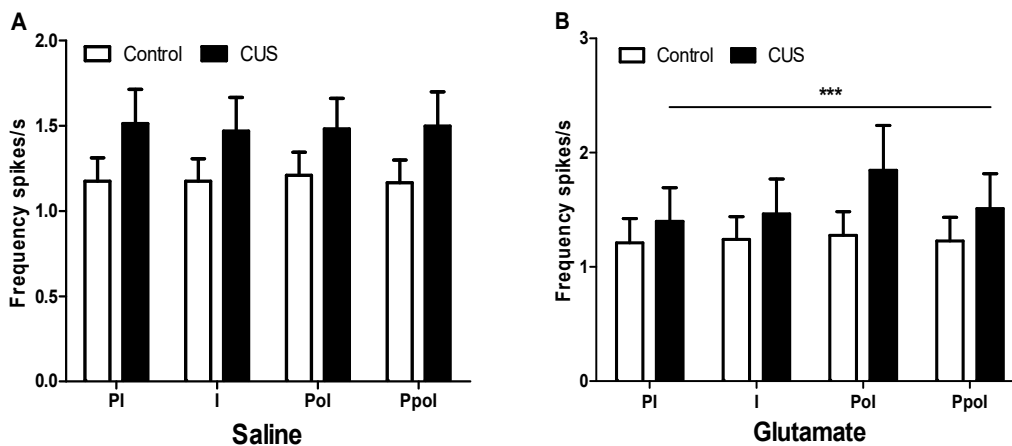 A
Frequency spikes/s
2.0
1.5
1.0
0.5
0.0
Control
CUS
PI
I
PoI
PpoI
Saline
B
Frequency spikes/s
3
2
1
0
Control
CUS
***
PI
I
PoI
PpoI
Glutamate